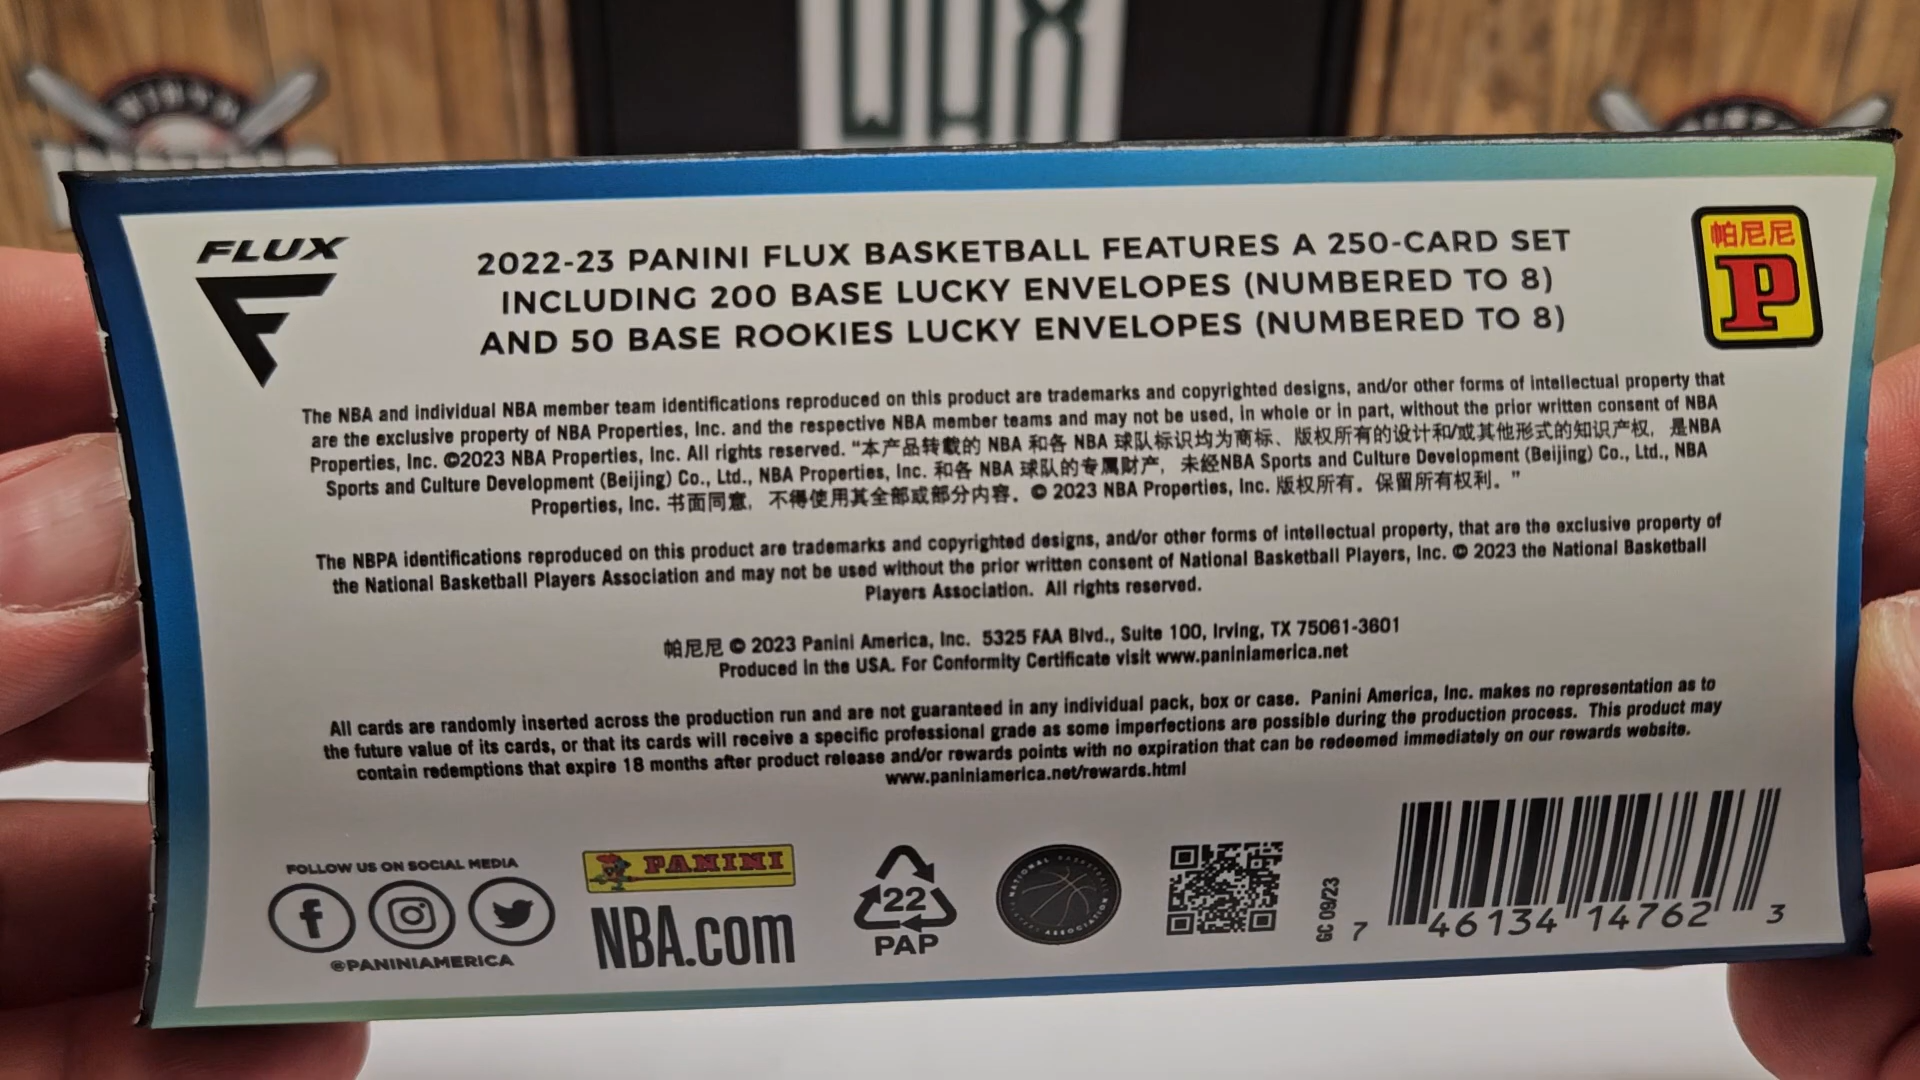 WAX
FLUX
2022-23 PANINI FLUX BASKETBALL FEATURES A 250-CARD SET
INCLUDING 200 BASE LUCKY ENVELOPES (NUMBERED TO 8)
AND 50 BASE ROOKIES LUCKY ENVELOPES (NUMBERED TO 8)
帕尼尼
P
The NBA and individual NBA member team identifications reproduced on this product are trademarks and copyrighted designs, and/or other forms of intellectual property that
are the exclusive property of NBA Properties, Inc. and the respective NBA member teams and may not be used, in whole or in part, without the prior written consent of NBA
Properties, Inc. ©2023 NBA Properties, Inc. All rights reserved. “本产品转载的 NBA 和各 NBA 球队标识均为商标、版权所有的设计和/或其他形式的知识产权，是NBA
Sports and Culture Development (Beijing) Co., Ltd., NBA Properties, Inc. 和各 NBA 球队的专属财产，未经NBA Sports and Culture Development (Beijing) Co., Ltd., NBA
Properties, Inc. 书面同意，不得使用其全部或部分内容．© 2023 NBA Properties, Inc. 版权所有。保留所有权利。”
The NBPA identifications reproduced on this product are trademarks and copyrighted designs, and/or other forms of intellectual property, that are the exclusive property of
the National Basketball Players Association and may not be used without the prior written consent of National Basketball Players, Inc. © 2023 the National Basketball
Players Association. All rights reserved.
帕尼尼 © 2023 Panini America, Inc. 5325 FAA Blvd., Suite 100, Irving, TX 75061-3601
Produced in the USA. For Conformity Certificate visit www.paniniamerica.net
All cards are randomly inserted across the production run and are not guaranteed in any individual pack, box or case. Panini America, Inc. makes no representation as to
the future value of its cards, or that its cards will receive a specific professional grade as some imperfections are possible during the production process. This product may
contain redemptions that expire 18 months after product release and/or rewards points with no expiration that can be redeemed immediately on our rewards website.
www.paniniamerica.net/rewards.html
FOLLOW US ON SOCIAL MEDIA
@PANINIAMERICA
PANINI
NBA.com
22
PAP
NATIONAL BASKETBALL
ASSOCIATION
GC 09/23
7 46134 14762 3